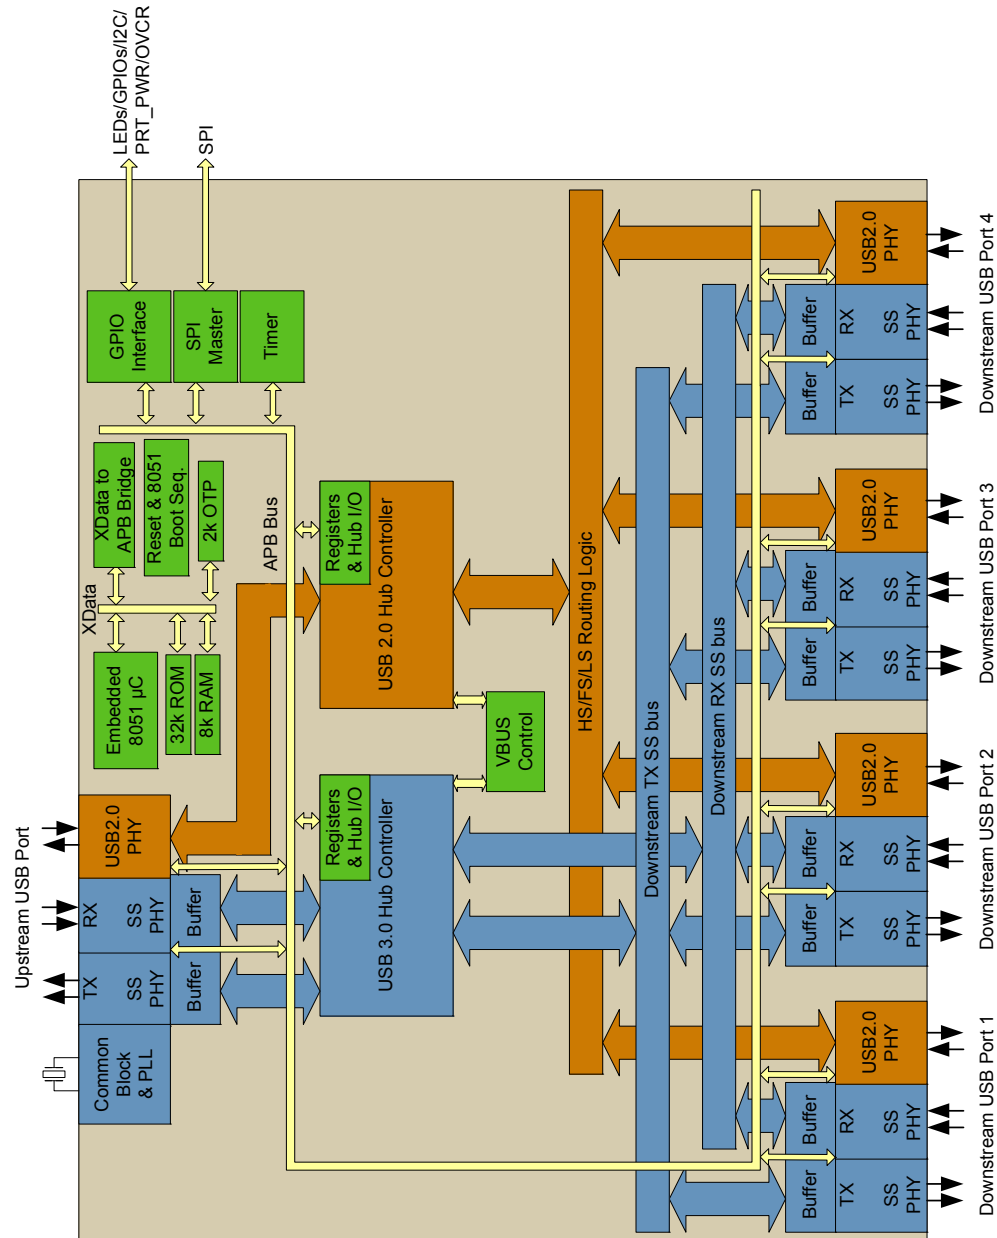 Upstream USB Port
Common
Block
& PLL
TX
SS
PHY
RX
SS
PHY
USB2.0
PHY
Buffer
Buffer
Embedded
8051 µC
32k ROM
8k RAM
XData
XData to
APB Bridge
Reset & 8051
Boot Seq.
2k OTP
GPIO
Interface
SPI
Master
Timer
LEDs/GPIOs/I2C/
PRT_PWR/OVCR
SPI
APB Bus
Registers
& Hub I/O
USB 3.0 Hub Controller
Registers
& Hub I/O
USB 2.0 Hub Controller
VBUS
Control
HS/FS/LS Routing Logic
Downstream TX SS bus
Downstream RX SS bus
Buffer
Buffer
TX
SS
PHY
RX
SS
PHY
USB2.0
PHY
Downstream USB Port 1
Buffer
Buffer
TX
SS
PHY
RX
SS
PHY
USB2.0
PHY
Downstream USB Port 2
Buffer
Buffer
TX
SS
PHY
RX
SS
PHY
USB2.0
PHY
Downstream USB Port 3
Buffer
Buffer
TX
SS
PHY
RX
SS
PHY
USB2.0
PHY
Downstream USB Port 4